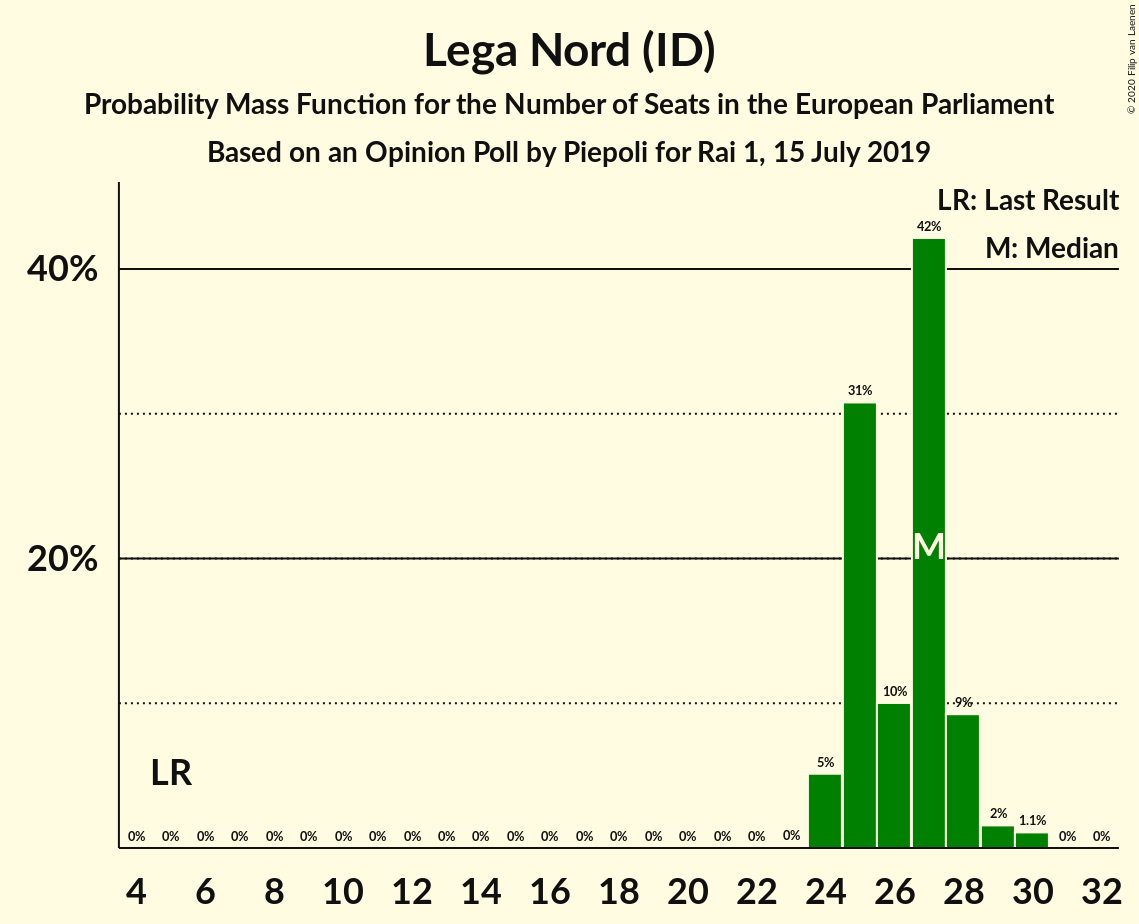 Lega Nord (ID)
Probability Mass Function for the Number of Seats in the European Parliament
Based on an Opinion Poll by Piepoli for Rai 1, 15 July 2019
© 2020 Filip van Laenen
LR: Last Result
M: Median
40%
20%
42%
31%
10%
9%
5%
2%
1.1%
M
LR
0% 0% 0% 0% 0% 0% 0% 0% 0% 0% 0% 0% 0% 0% 0% 0% 0% 0% 0% 0% 0% 0%
4 6 8 10 12 14 16 18 20 22 24 26 28 30 32